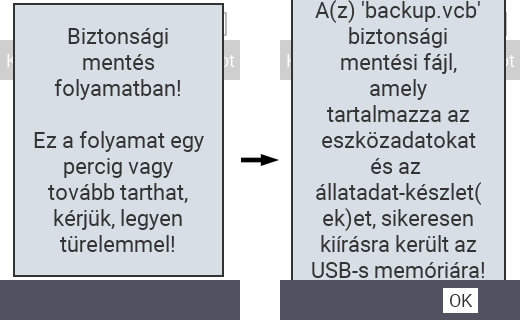 Biztonsági
mentés
folyamatban!
Ez a folyamat egy
percig vagy
tovább tarthat,
kérjük, legyen
türelemmel!
A(z) 'backup.vcb'
biztonsági
mentési fájl,
amely
tartalmazza az
eszközadatokat
és az
állatadat-készlet(
ek)et, sikeresen
kiírásra került az
USB-s memóriára!
OK